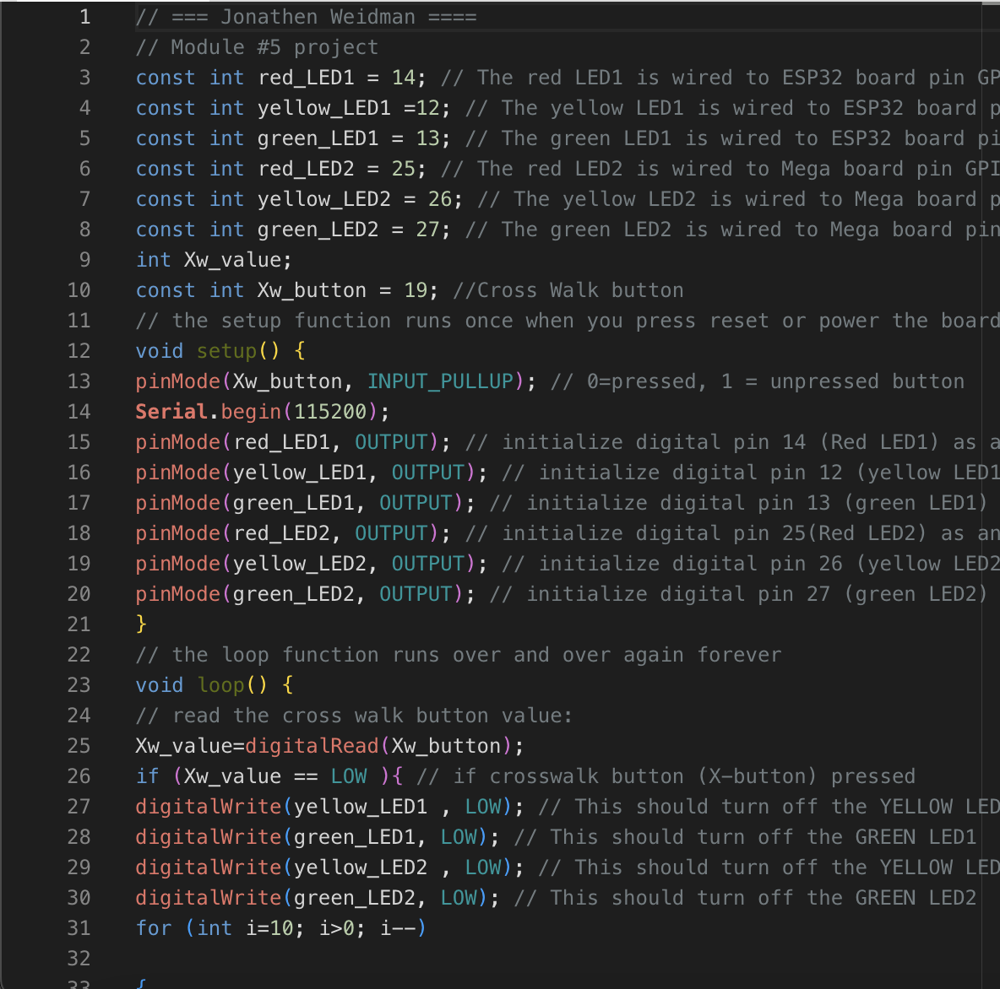 1 // === Jonathen Weidman ====
2 // Module #5 project
3 const int red_LED1 = 14; // The red LED1 is wired to ESP32 board pin GP
4 const int yellow_LED1 =12; // The yellow LED1 is wired to ESP32 board p
5 const int green_LED1 = 13; // The green LED1 is wired to ESP32 board pi
6 const int red_LED2 = 25; // The red LED2 is wired to Mega board pin GPI
7 const int yellow_LED2 = 26; // The yellow LED2 is wired to Mega board p
8 const int green_LED2 = 27; // The green LED2 is wired to Mega board pin
9 int Xw_value;
10 const int Xw_button = 19; //Cross Walk button
11 // the setup function runs once when you press reset or power the board
12 void setup() {
13 pinMode(Xw_button, INPUT_PULLUP); // 0=pressed, 1 = unpressed button
14 Serial.begin(115200);
15 pinMode(red_LED1, OUTPUT); // initialize digital pin 14 (Red LED1) as a
16 pinMode(yellow_LED1, OUTPUT); // initialize digital pin 12 (yellow LED1
17 pinMode(green_LED1, OUTPUT); // initialize digital pin 13 (green LED1)
18 pinMode(red_LED2, OUTPUT); // initialize digital pin 25(Red LED2) as an
19 pinMode(yellow_LED2, OUTPUT); // initialize digital pin 26 (yellow LED2
20 pinMode(green_LED2, OUTPUT); // initialize digital pin 27 (green LED2)
21 }
22 // the loop function runs over and over again forever
23 void loop() {
24 // read the cross walk button value:
25 Xw_value=digitalRead(Xw_button);
26 if (Xw_value == LOW ){ // if crosswalk button (X-button) pressed
27 digitalWrite(yellow_LED1 , LOW); // This should turn off the YELLOW LED
28 digitalWrite(green_LED1, LOW); // This should turn off the GREEN LED1
29 digitalWrite(yellow_LED2 , LOW); // This should turn off the YELLOW LED
30 digitalWrite(green_LED2, LOW); // This should turn off the GREEN LED2
31 for (int i=10; i>0; i--)
32
33 {